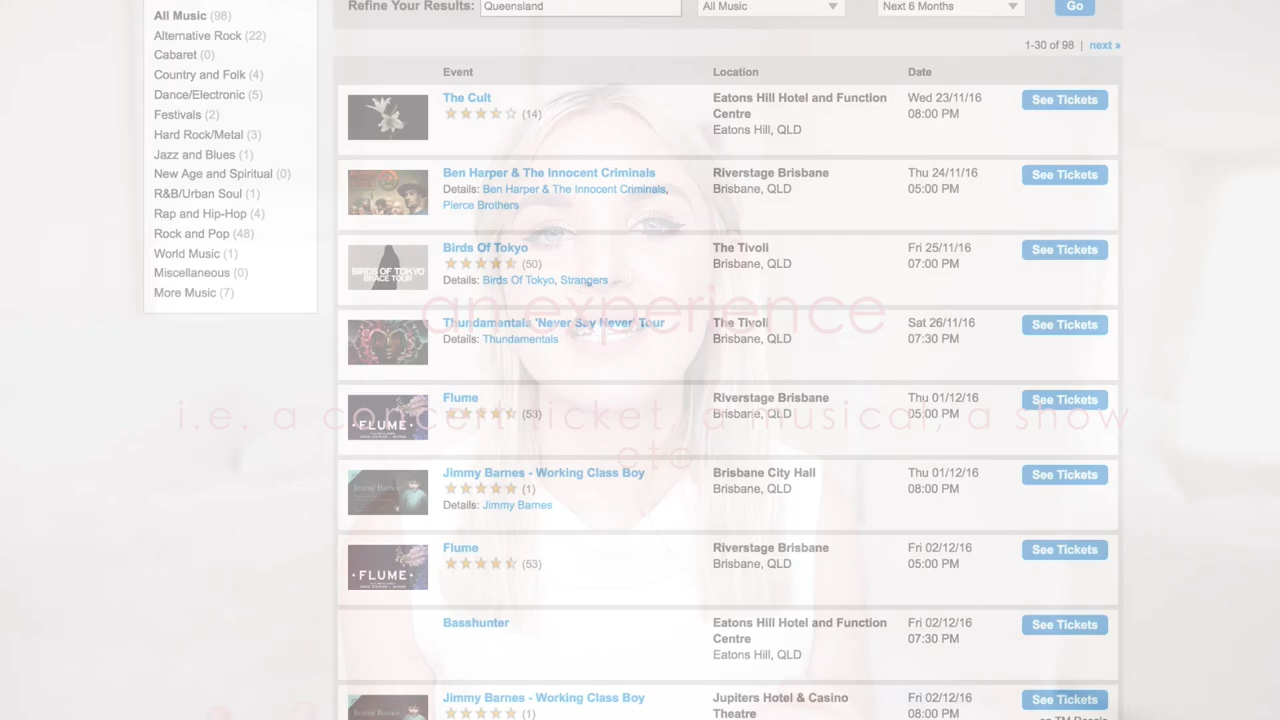 Refine Your Results: Queensland All Music Next 6 Months Go
All Music (98)
Alternative Rock (22)
Cabaret (0)
Country and Folk (4)
Dance/Electronic (5)
Festivals (2)
Hard Rock/Metal (3)
Jazz and Blues (1)
New Age and Spiritual (0)
R&B/Urban Soul (1)
Rap and Hip-Hop (4)
Rock and Pop (48)
World Music (1)
Miscellaneous (0)
More Music (7)
1-30 of 98 | next »
Event Location Date
The Cult
(14)
Eatons Hill Hotel and Function
Centre
Eatons Hill, QLD
Wed 23/11/16
08:00 PM
See Tickets
Ben Harper & The Innocent Criminals
Details: Ben Harper & The Innocent Criminals,
Pierce Brothers
Riverstage Brisbane
Brisbane, QLD
Thu 24/11/16
05:00 PM
See Tickets
BIRDS OF TOKYO
BRACE TOUR
Birds Of Tokyo
(50)
Details: Birds Of Tokyo, Strangers
The Tivoli
Brisbane, QLD
Fri 25/11/16
07:00 PM
See Tickets
an experience
Thundamentals 'Never Say Never' Tour
Details: Thundamentals
The Tivoli
Brisbane, QLD
Sat 26/11/16
07:30 PM
See Tickets
i.e. a concert ticket, a musical, a show
etc
FLUME
Flume
(53)
Riverstage Brisbane
Brisbane, QLD
Thu 01/12/16
05:00 PM
See Tickets
Jimmy Barnes
Jimmy Barnes - Working Class Boy
(1)
Details: Jimmy Barnes
Brisbane City Hall
Brisbane, QLD
Thu 01/12/16
08:00 PM
See Tickets
FLUME
Flume
(53)
Riverstage Brisbane
Brisbane, QLD
Fri 02/12/16
05:00 PM
See Tickets
Basshunter
Eatons Hill Hotel and Function
Centre
Eatons Hill, QLD
Fri 02/12/16
07:30 PM
See Tickets
Jimmy Barnes
Jimmy Barnes - Working Class Boy
(1)
Jupiters Hotel & Casino
Theatre
Fri 02/12/16
08:00 PM
See Tickets